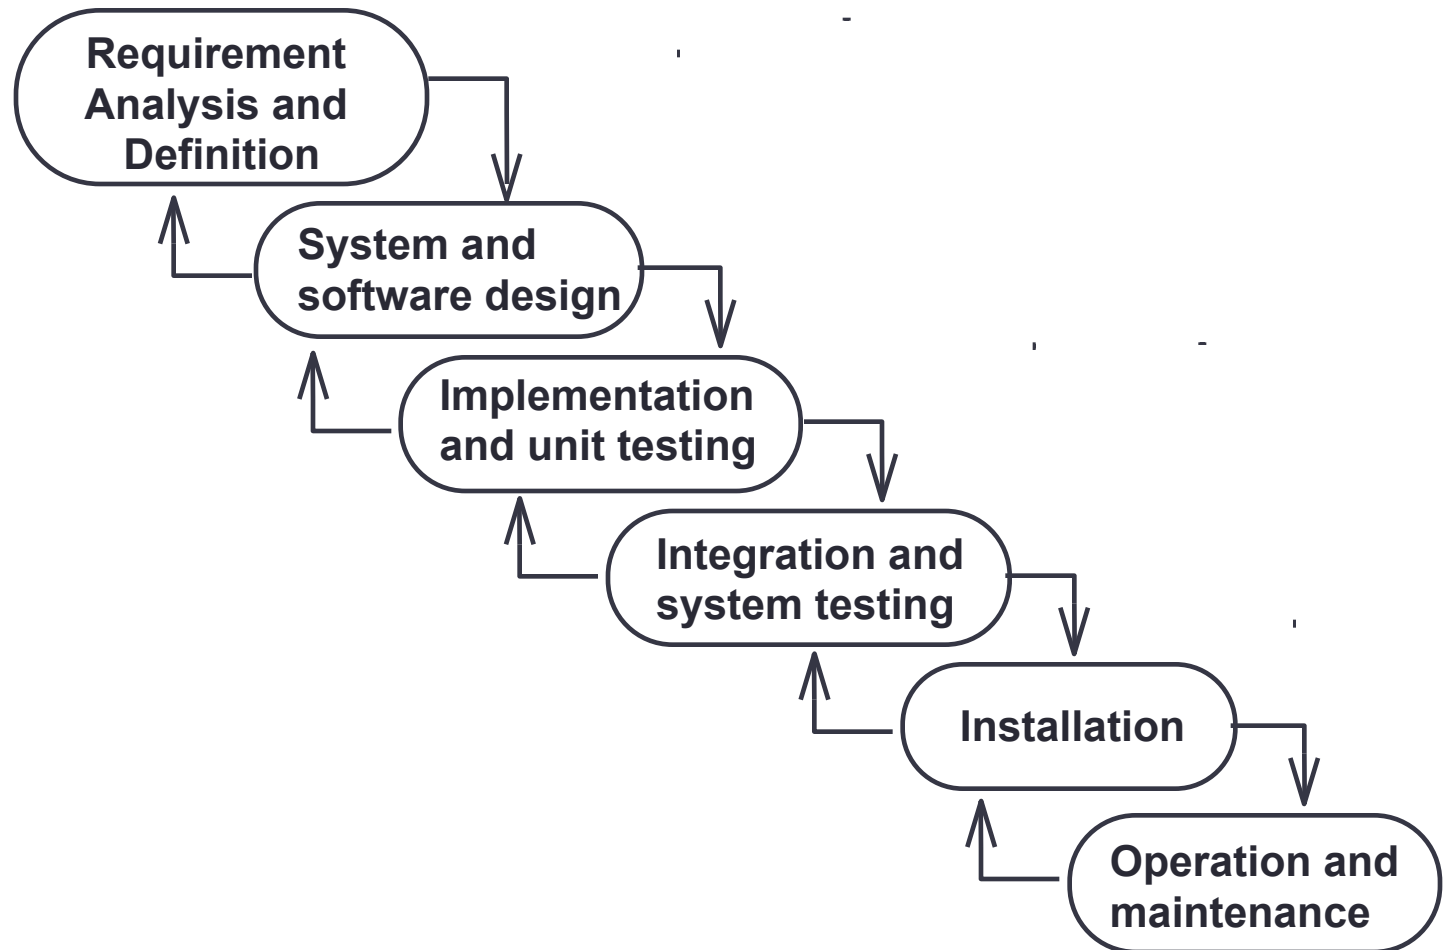 Requirement
Analysis and
Definition
System and
software design
Implementation
and unit testing
Integration and
system testing
Installation
Operation and
maintenance